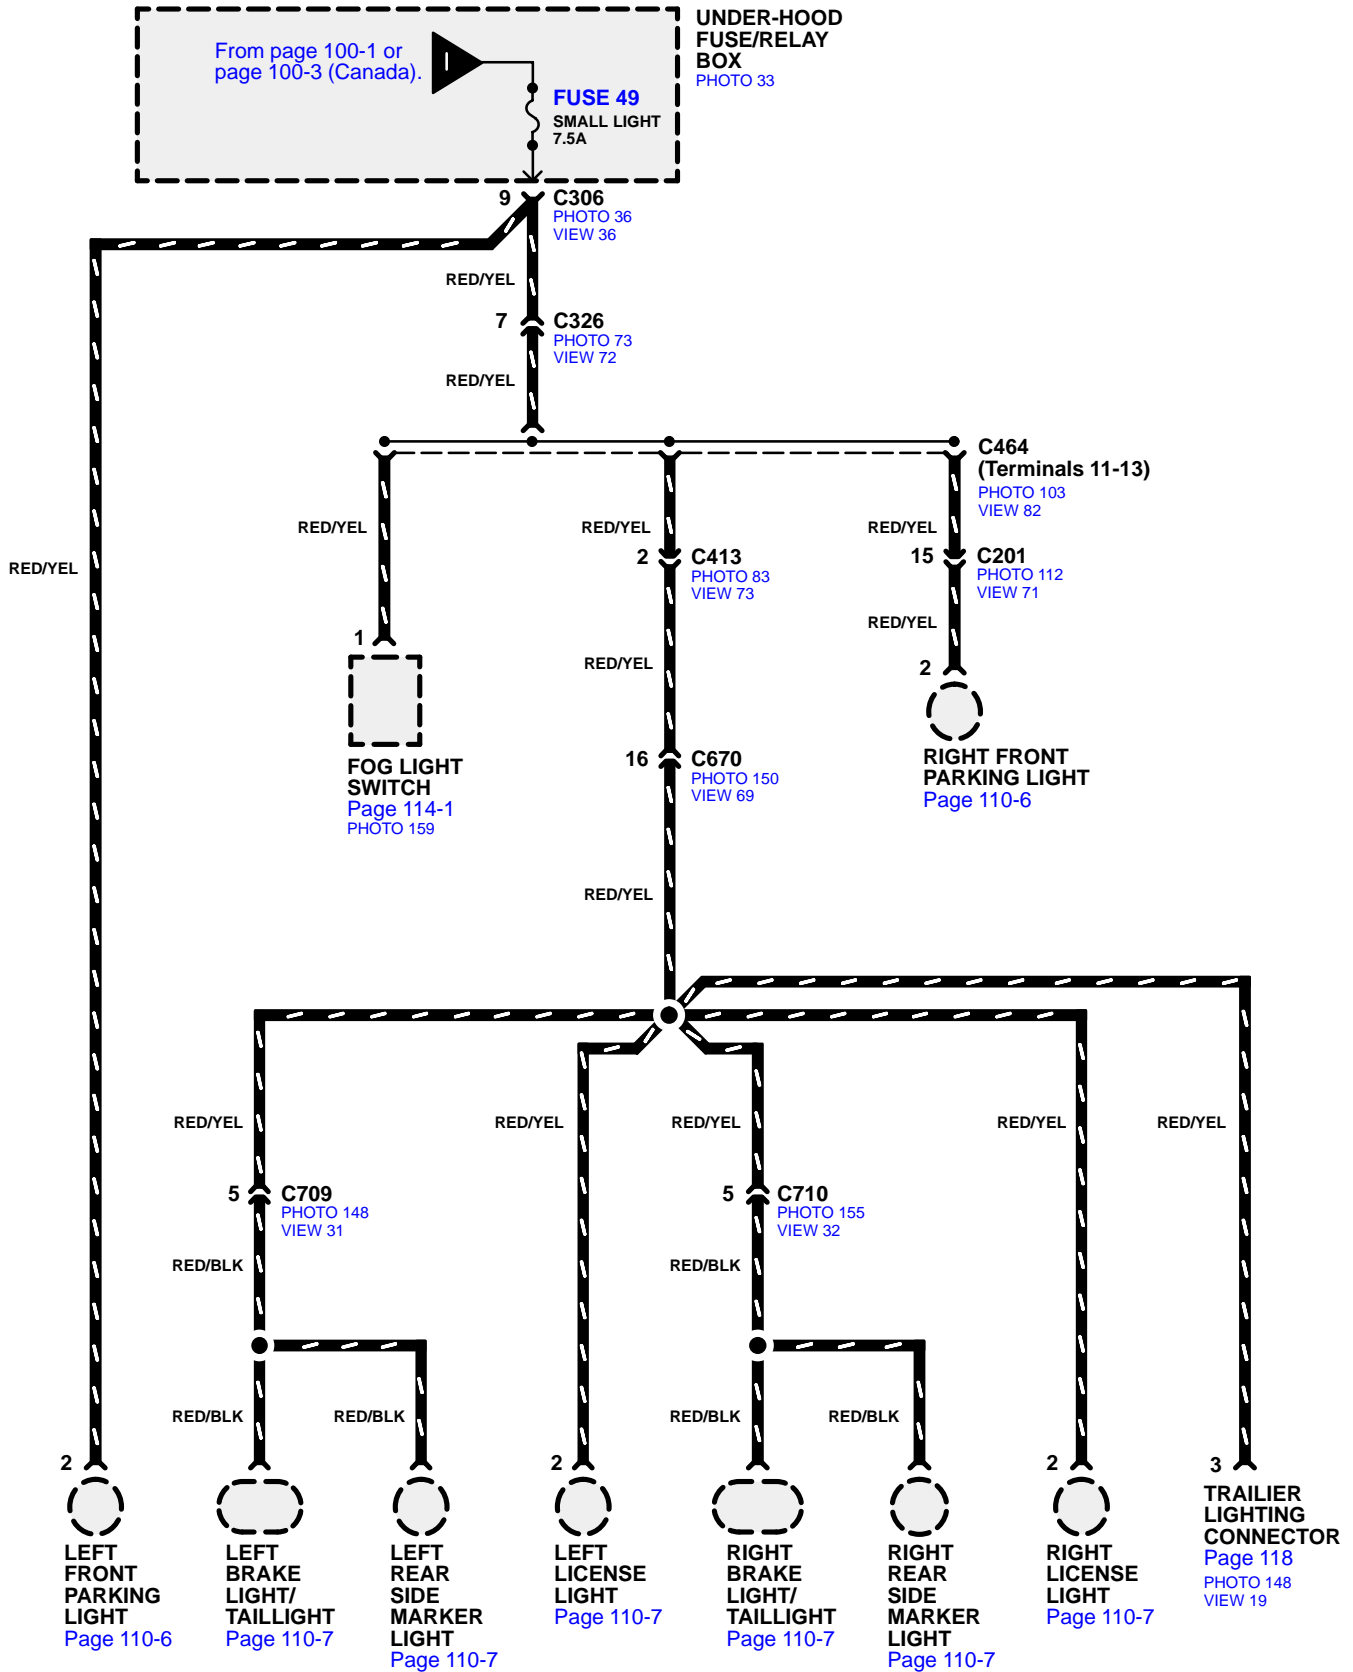 UNDER-HOOD
FUSE/RELAY
BOX
PHOTO 33
From page 100-1 or
page 100-3 (Canada).
I
FUSE 49
SMALL LIGHT
7.5A
9
C306
PHOTO 36
VIEW 36
RED/YEL
7
C326
PHOTO 73
VIEW 72
RED/YEL
C464
(Terminals 11-13)
PHOTO 103
VIEW 82
RED/YEL
RED/YEL
RED/YEL
RED/YEL
2
C413
PHOTO 83
VIEW 73
15
C201
PHOTO 112
VIEW 71
RED/YEL
1
RED/YEL
2
FOG LIGHT
SWITCH
Page 114-1
PHOTO 159
16
C670
PHOTO 150
VIEW 69
RIGHT FRONT
PARKING LIGHT
Page 110-6
RED/YEL
RED/YEL
RED/YEL
RED/YEL
RED/YEL
RED/YEL
5
C709
PHOTO 148
VIEW 31
5
C710
PHOTO 155
VIEW 32
RED/BLK
RED/BLK
RED/BLK
RED/BLK
RED/BLK
RED/BLK
2
2
2
3
LEFT
FRONT
PARKING
LIGHT
Page 110-6
LEFT
BRAKE
LIGHT/
TAILLIGHT
Page 110-7
LEFT
REAR
SIDE
MARKER
LIGHT
Page 110-7
LEFT
LICENSE
LIGHT
Page 110-7
RIGHT
BRAKE
LIGHT/
TAILLIGHT
Page 110-7
RIGHT
REAR
SIDE
MARKER
LIGHT
Page 110-7
RIGHT
LICENSE
LIGHT
Page 110-7
TRAILIER
LIGHTING
CONNECTOR
Page 118
PHOTO 148
VIEW 19